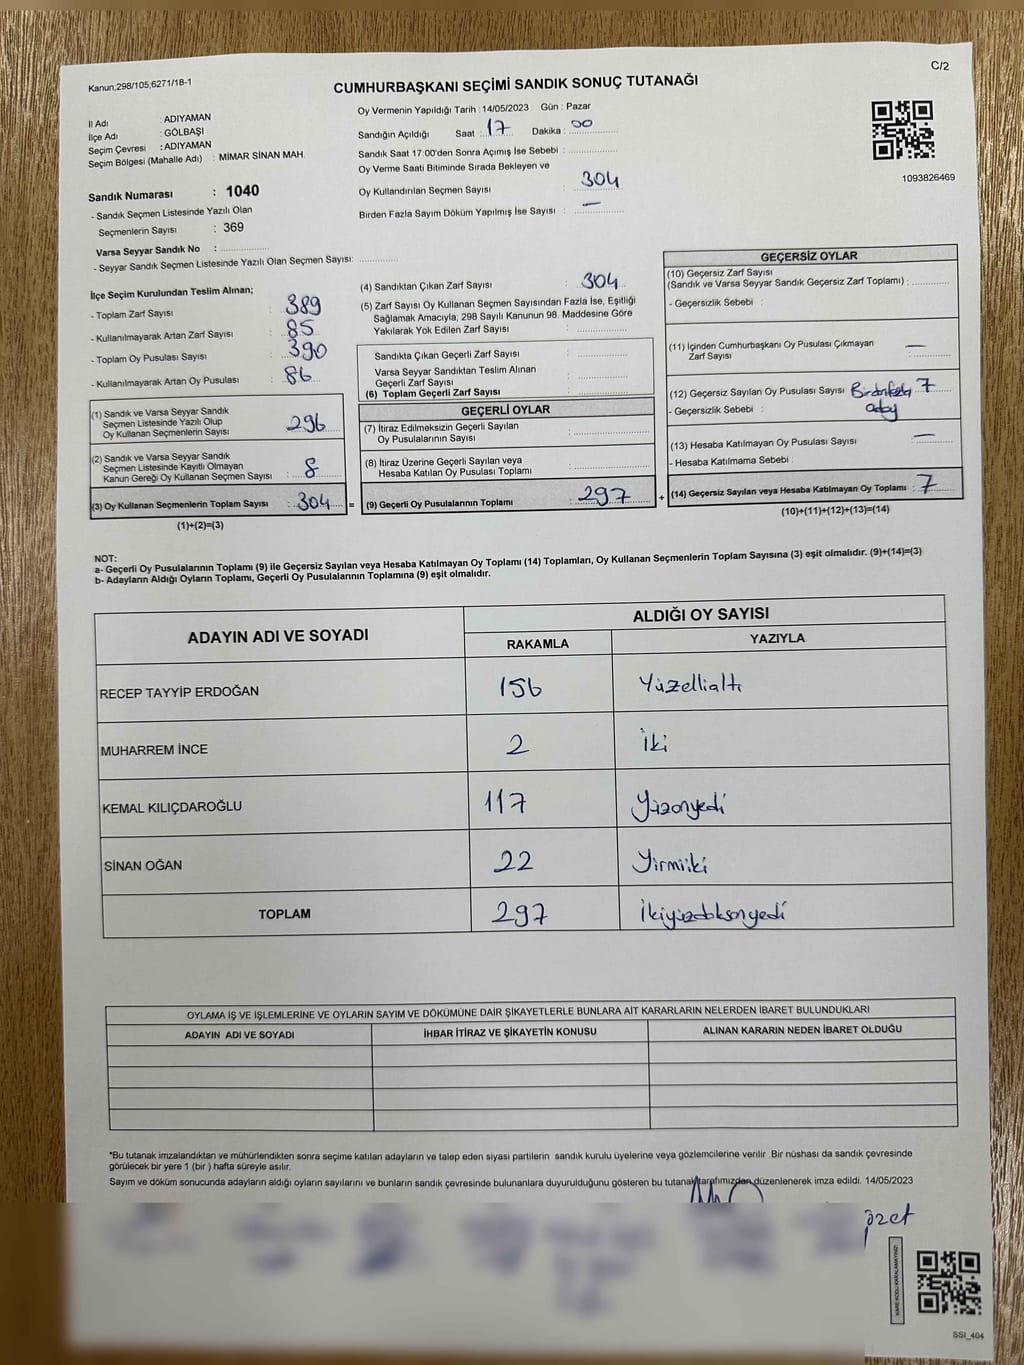 Kanun;298/105,6271/18-1
C/2
CUMHURBAŞKANI SEÇİMİ SANDIK SONUÇ TUTANAĞI
İl Adı : ADIYAMAN
İlçe Adı : GÖLBAŞI
Seçim Çevresi : ADIYAMAN
Seçim Bölgesi (Mahalle Adı) : MİMAR SİNAN MAH.
Sandık Numarası : 1040
- Sandık Seçmen Listesinde Yazılı Olan
Seçmenlerin Sayısı : 369
Varsa Seyyar Sandık No :
- Seyyar Sandık Seçmen Listesinde Yazılı Olan Seçmen Sayısı:
Oy Vermenin Yapıldığı Tarih : 14/05/2023 Gün : Pazar
Sandığın Açıldığı Saat : 17 Dakika : 00
Sandık Saat 17:00'den Sonra Açımış İse Sebebi :
Oy Verme Saati Bitiminde Sırada Bekleyen ve
Oy Kullandırılan Seçmen Sayısı : 304
Birden Fazla Sayım Döküm Yapılmış İse Sayısı : —
1093826469
İlçe Seçim Kurulundan Teslim Alınan;
- Toplam Zarf Sayısı : 389
- Kullanılmayarak Artan Zarf Sayısı : 85
- Toplam Oy Pusulası Sayısı : 390
- Kullanılmayarak Artan Oy Pusulası : 86
(1) Sandık ve Varsa Seyyar Sandık
Seçmen Listesinde Yazılı Olup
Oy Kullanan Seçmenlerin Sayısı : 296
(2) Sandık ve Varsa Seyyar Sandık
Seçmen Listesinde Kayıtlı Olmayan
Kanun Gereği Oy Kullanan Seçmen Sayısı : 8
(3) Oy Kullanan Seçmenlerin Toplam Sayısı : 304 =
(1)+(2)=(3)
(4) Sandıktan Çıkan Zarf Sayısı : 304
(5) Zarf Sayısı Oy Kullanan Seçmen Sayısından Fazla İse, Eşitliği
Sağlamak Amacıyla; 298 Sayılı Kanunun 98. Maddesine Göre
Yakılarak Yok Edilen Zarf Sayısı :
Sandıkta Çıkan Geçerli Zarf Sayısı :
Varsa Seyyar Sandıktan Teslim Alınan
Geçerli Zarf Sayısı :
(6) Toplam Geçerli Zarf Sayısı :
GEÇERLİ OYLAR
(7) İtiraz Edilmeksizin Geçerli Sayılan
Oy Pusulalarının Sayısı :
(8) İtiraz Üzerine Geçerli Sayılan veya
Hesaba Katılan Oy Pusulası Toplamı :
(9) Geçerli Oy Pusulalarının Toplamı : 297 +
GEÇERSİZ OYLAR
(10) Geçersiz Zarf Sayısı
(Sandık ve Varsa Seyyar Sandık Geçersiz Zarf Toplamı) :
- Geçersizlik Sebebi :
(11) İçinden Cumhurbaşkanı Oy Pusulası Çıkmayan
Zarf Sayısı : —
(12) Geçersiz Sayılan Oy Pusulası Sayısı : 7
- Geçersizlik Sebebi : Birden fazla
aday
(13) Hesaba Katılmayan Oy Pusulası Sayısı : —
- Hesaba Katılmama Sebebi :
(14) Geçersiz Sayılan veya Hesaba Katılmayan Oy Toplamı : 7
(10)+(11)+(12)+(13)=(14)
NOT:
a- Geçerli Oy Pusulalarının Toplamı (9) ile Geçersiz Sayılan veya Hesaba Katılmayan Oy Toplamı (14) Toplamları, Oy Kullanan Seçmenlerin Toplam Sayısına (3) eşit olmalıdır. (9)+(14)=(3)
b- Adayların Aldığı Oyların Toplamı, Geçerli Oy Pusulalarının Toplamına (9) eşit olmalıdır.
ADAYIN ADI VE SOYADI
ALDIĞI OY SAYISI
RAKAMLA YAZIYLA
RECEP TAYYİP ERDOĞAN 156 Yüzellialtı
MUHARREM İNCE 2 İki
KEMAL KILIÇDAROĞLU 117 Yüzonyedi
SİNAN OĞAN 22 Yirmiiki
TOPLAM 297 İkiyüzdoksanyedi
OYLAMA İŞ VE İŞLEMLERİNE VE OYLARIN SAYIM VE DÖKÜMÜNE DAİR ŞİKAYETLERLE BUNLARA AİT KARARLARIN NELERDEN İBARET BULUNDUKLARI
ADAYIN ADI VE SOYADI İHBAR İTİRAZ VE ŞİKAYETİN KONUSU ALINAN KARARIN NEDEN İBARET OLDUĞU
*Bu tutanak imzalandıktan ve mühürlendikten sonra seçime katılan adayların ve talep eden siyasi partilerin sandık kurulu üyelerine veya gözlemcilerine verilir .Bir nüshası da sandık çevresinde
görülecek bir yere 1 (bir ) hafta süreyle asılır.
Sayım ve döküm sonucunda adayların aldığı oyların sayılarını ve bunların sandık çevresinde bulunanlara duyurulduğunu gösteren bu tutanak tarafımızdan düzenlenerek imza edildi. 14/05/2023
SSI_404